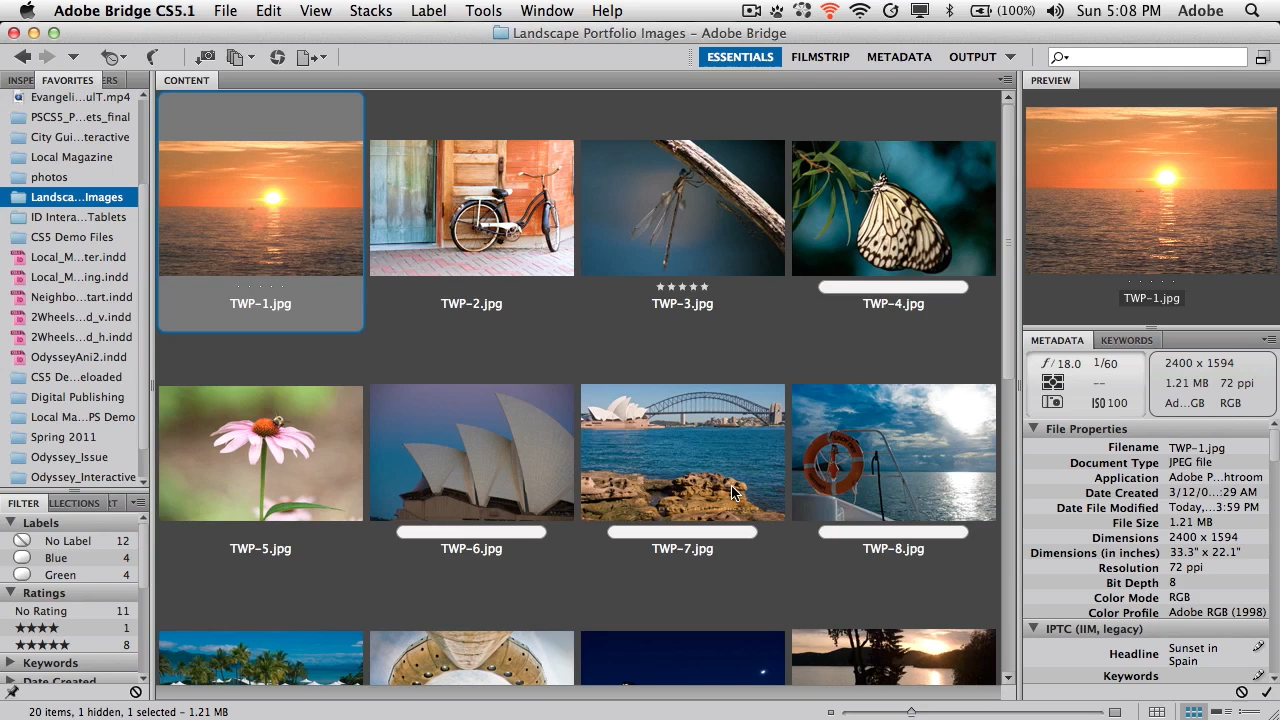 Adobe Bridge CS5.1 File Edit View Stacks Label Tools Window Help (100%) Sun 5:08 PM Adobe
Landscape Portfolio Images – Adobe Bridge
ESSENTIALS FILMSTRIP METADATA OUTPUT
INSPE FAVORITES ERS
Evangeli...ulT.mp4
PSCS5_P...ets_final
City Gui...teractive
Local Magazine
photos
Landsca...Images
ID Intera...Tablets
CS5 Demo Files
Local_M...ter.indd
Local_M...ing.indd
Neighbo...tart.indd
2Wheels...d_v.indd
2Wheels...d_h.indd
OdysseyAni2.indd
CS5 De...eloaded
Digital Publishing
Local Ma...PS Demo
Spring 2011
Odyssey_Issue
Odyssey_Interactive
FILTER LLECTIONS T
Labels
No Label 12
Blue 4
Green 4
Ratings
No Rating 11
★★★★ 1
★★★★★ 8
Keywords
Date Created
CONTENT
TWP-1.jpg
TWP-2.jpg
★★★★★
TWP-3.jpg
TWP-4.jpg
TWP-5.jpg
TWP-6.jpg
TWP-7.jpg
TWP-8.jpg
PREVIEW
TWP-1.jpg
METADATA KEYWORDS
f/ 18.0 1/60
--
ISO 100
2400 x 1594
1.21 MB 72 ppi
Ad...GB RGB
File Properties
Filename TWP-1.jpg
Document Type JPEG file
Application Adobe P...htroom
Date Created 3/12/0...:29 AM
Date File Modified Today,...3:59 PM
File Size 1.21 MB
Dimensions 2400 x 1594
Dimensions (in inches) 33.3" x 22.1"
Resolution 72 ppi
Bit Depth 8
Color Mode RGB
Color Profile Adobe RGB (1998)
IPTC (IIM, legacy)
Headline Sunset in
Spain
Keywords
20 items, 1 hidden, 1 selected – 1.21 MB